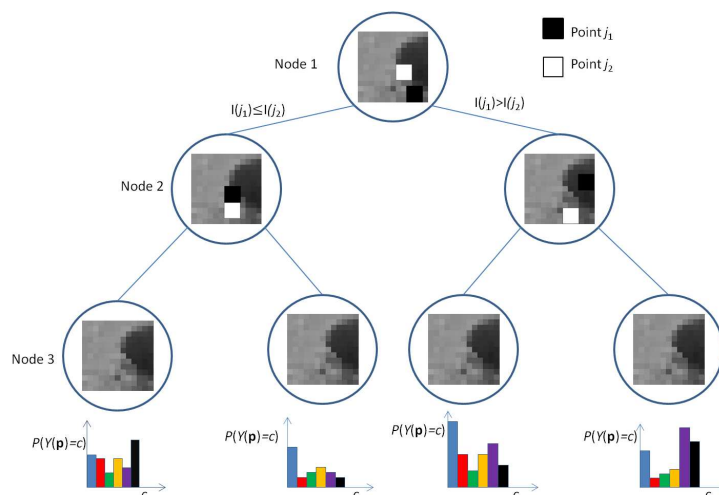 Node 1
Point j₁
Point j₂
I(j₁)≤I(j₂)
I(j₁)>I(j₂)
Node 2
Node 3
P(Y(p)=c)
P(Y(p)=c)
P(Y(p)=c)
P(Y(p)=c)
c
c
c
c